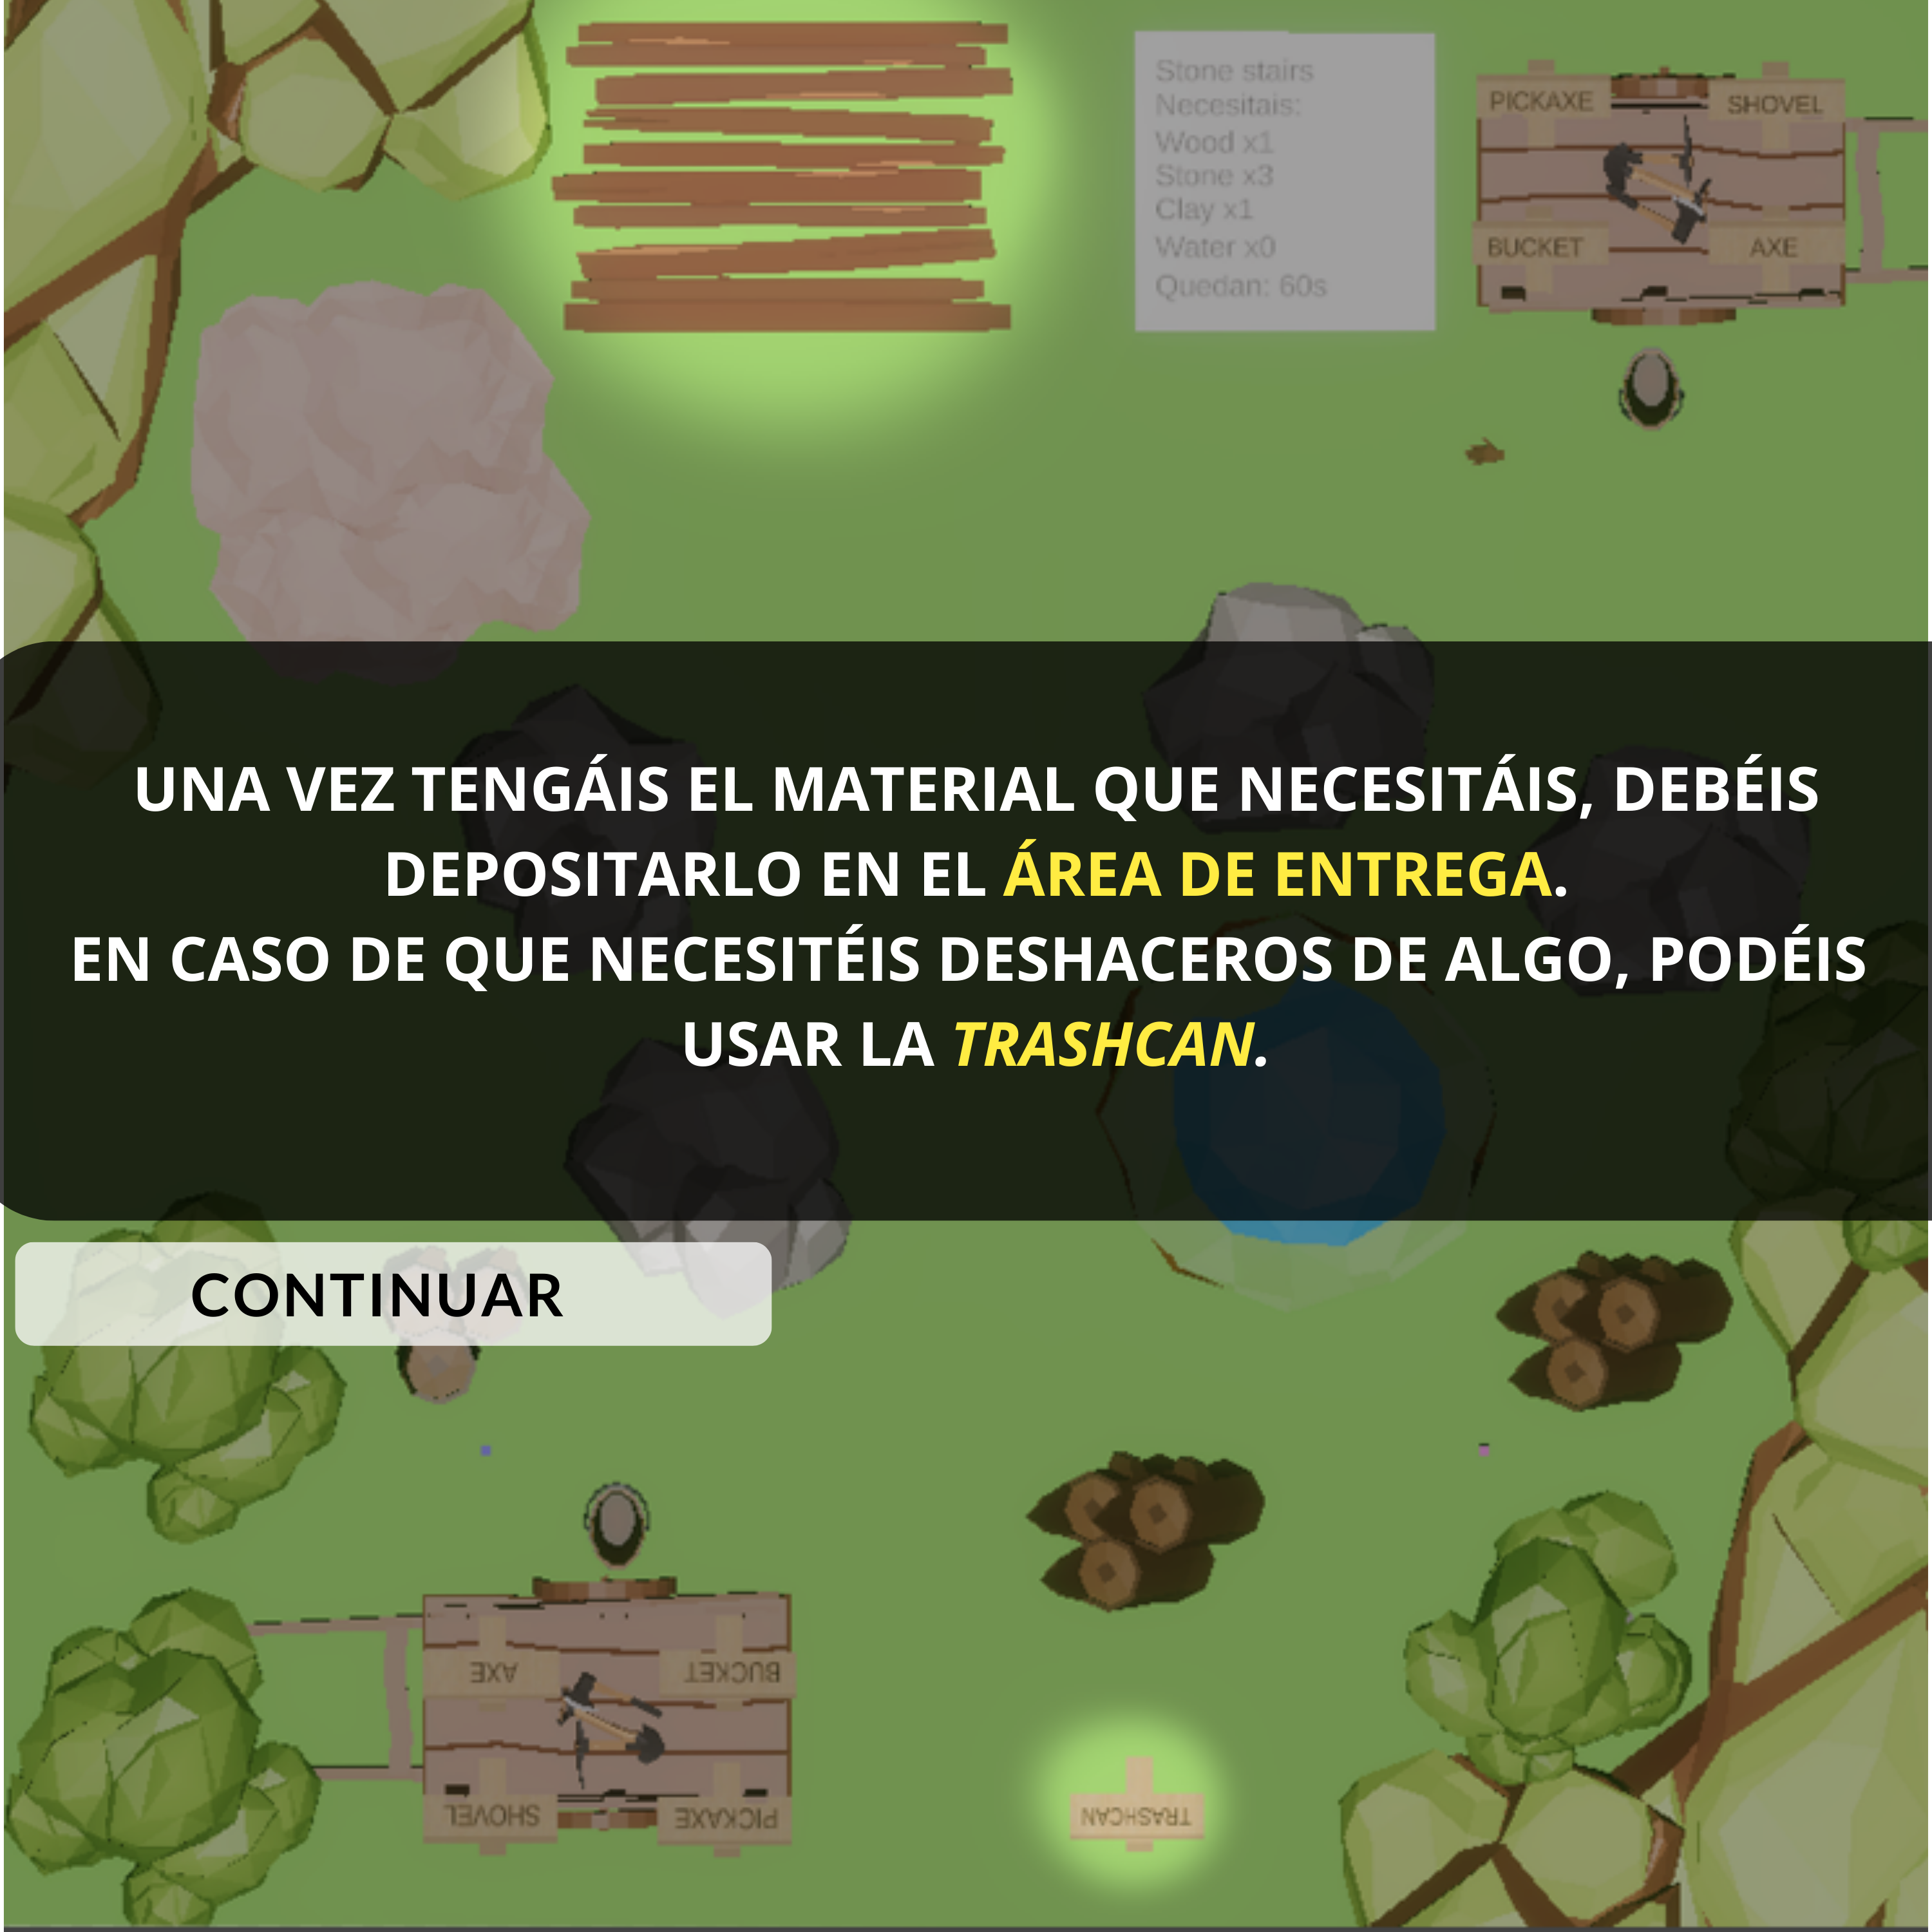 Stone stairs
Necesitais:
Wood x1
Stone x3
Clay x1
Water x0
Quedan: 60s
PICKAXE
SHOVEL
BUCKET
AXE
UNA VEZ TENGÁIS EL MATERIAL QUE NECESITÁIS, DEBÉIS
DEPOSITARLO EN EL ÁREA DE ENTREGA.
EN CASO DE QUE NECESITÉIS DESHACEROS DE ALGO, PODÉIS
USAR LA TRASHCAN.
CONTINUAR
AXE
BUCKET
SHOVEL
PICKAXE
TRASHCAN